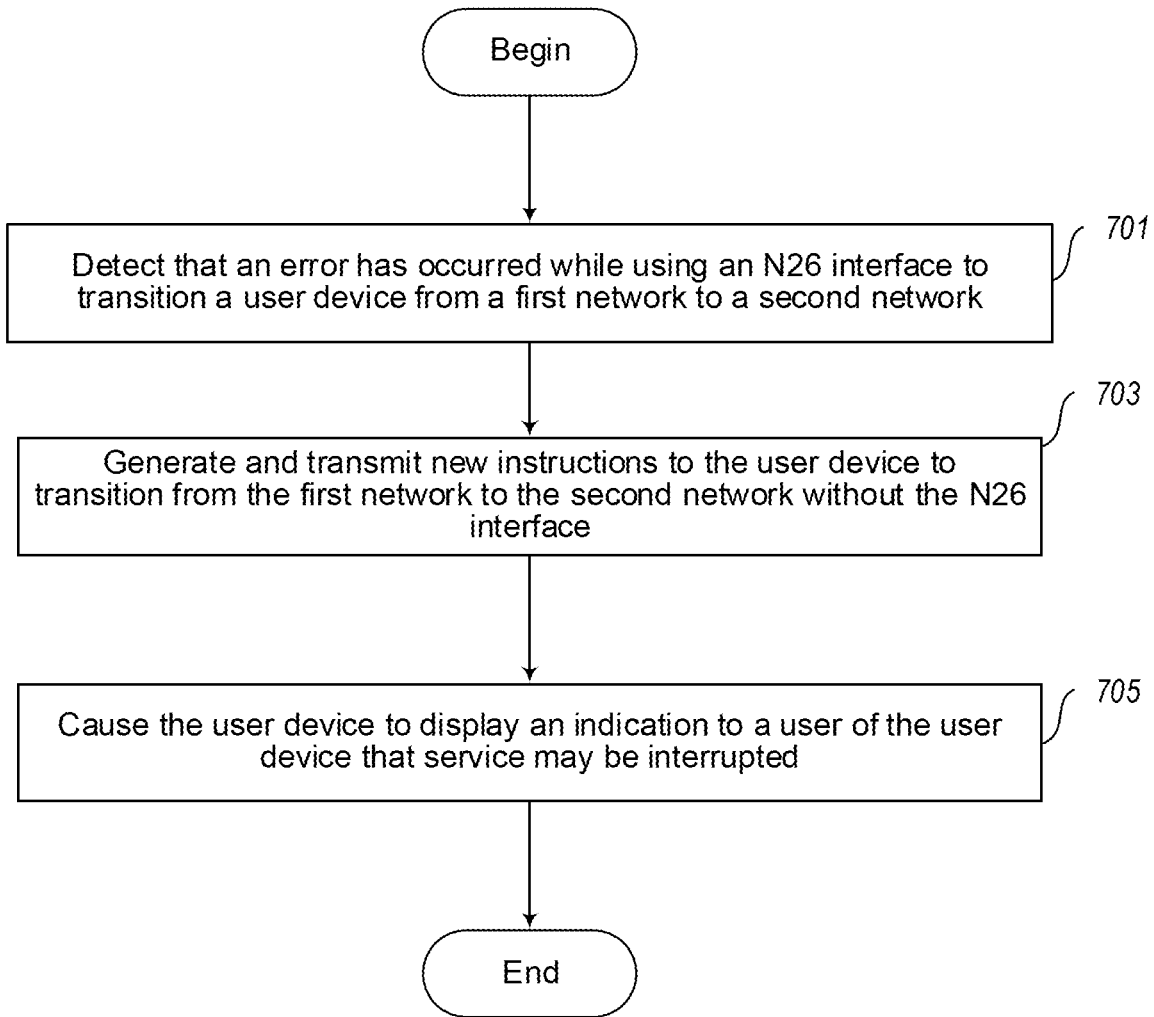 Begin
701
Detect that an error has occurred while using an N26 interface to
transition a user device from a first network to a second network
703
Generate and transmit new instructions to the user device to
transition from the first network to the second network without the N26
interface
705
Cause the user device to display an indication to a user of the user
device that service may be interrupted
End